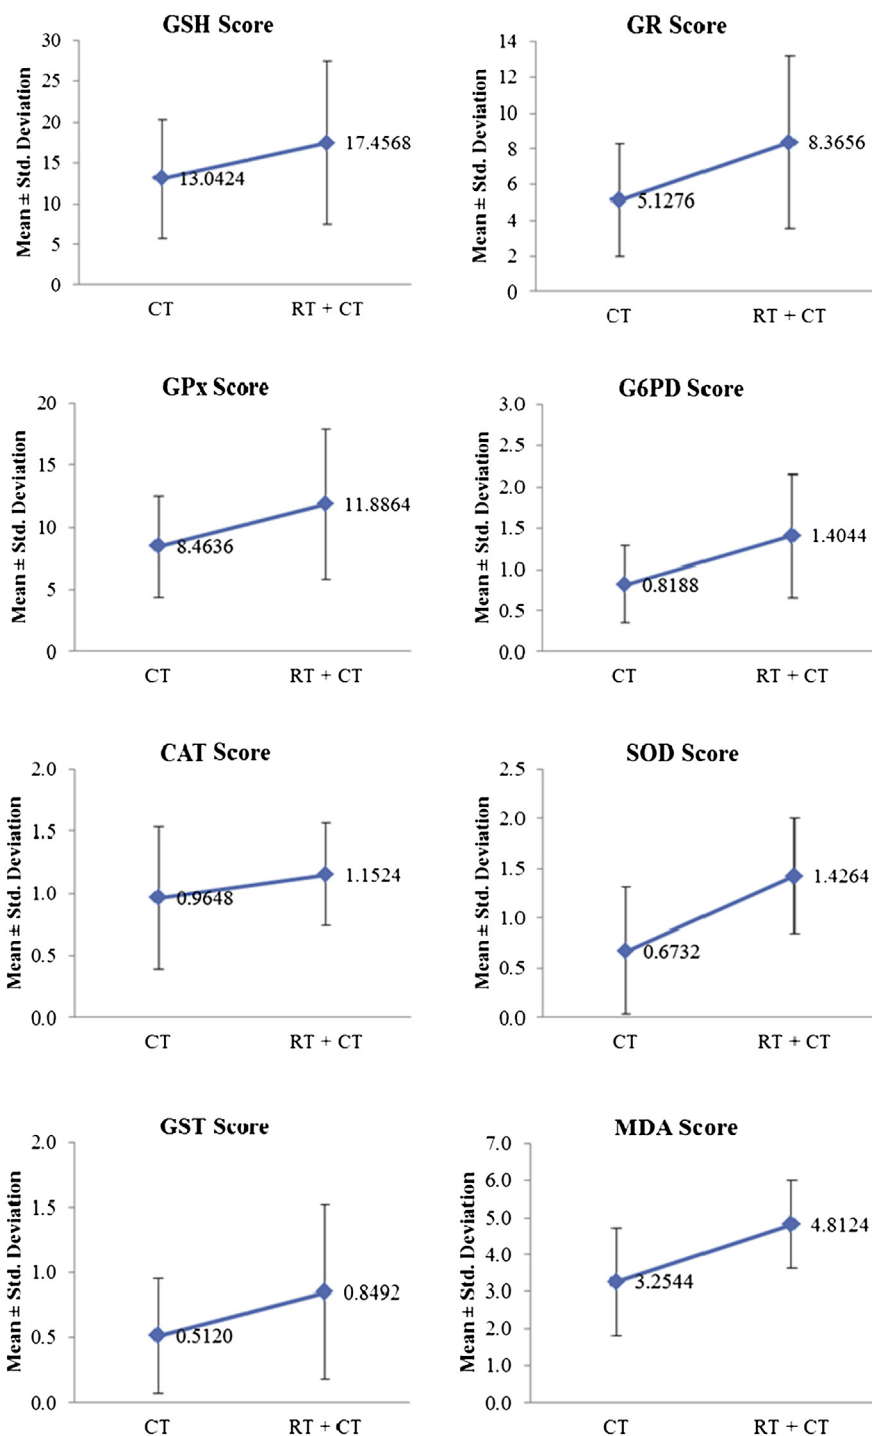 GSH Score
Mean ± Std. Deviation
30
25
20
15
10
5
0
13.0424
17.4568
CT
RT + CT
GR Score
Mean ± Std. Deviation
14
12
10
8
6
4
2
0
5.1276
8.3656
CT
RT + CT
GPx Score
Mean ± Std. Deviation
20
15
10
5
0
8.4636
11.8864
CT
RT + CT
G6PD Score
Mean ± Std. Deviation
3.0
2.5
2.0
1.5
1.0
0.5
0.0
0.8188
1.4044
CT
RT + CT
CAT Score
Mean ± Std. Deviation
2.0
1.5
1.0
0.5
0.0
0.9648
1.1524
CT
RT + CT
SOD Score
Mean ± Std. Deviation
2.5
2.0
1.5
1.0
0.5
0.0
0.6732
1.4264
CT
RT + CT
GST Score
Mean ± Std. Deviation
2.0
1.5
1.0
0.5
0.0
0.5120
0.8492
CT
RT + CT
MDA Score
Mean ± Std. Deviation
7.0
6.0
5.0
4.0
3.0
2.0
1.0
0.0
3.2544
4.8124
CT
RT + CT